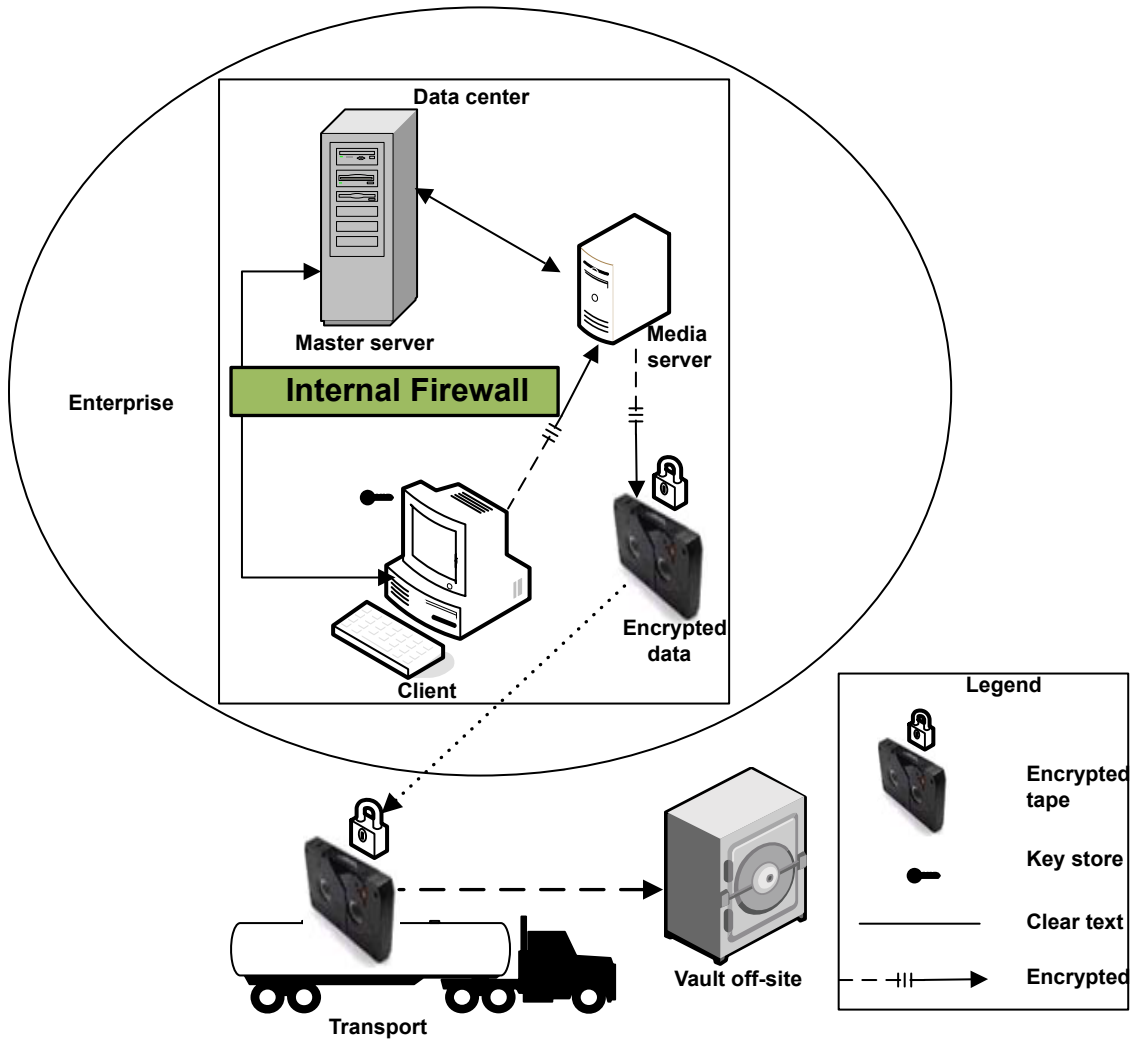 Data center
Master server
Media
server
Internal Firewall
Enterprise
Encrypted
data
Client
Legend
Encrypted
tape
Key store
Clear text
Encrypted
Vault off-site
Transport